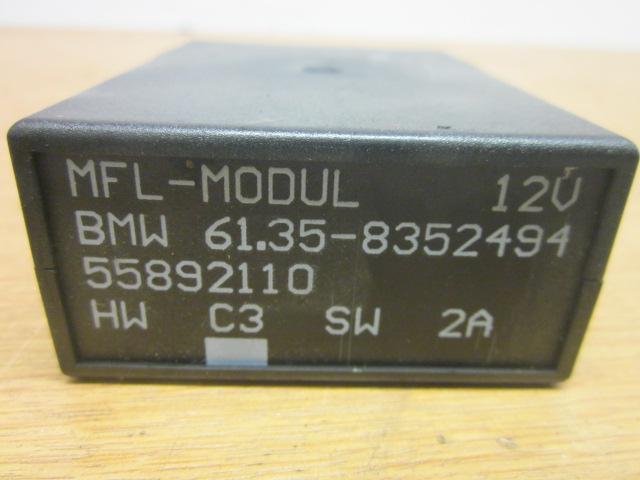 MFL-MODUL 12V
BMW 61.35-8352494
55892110
HW C3 SW 2A